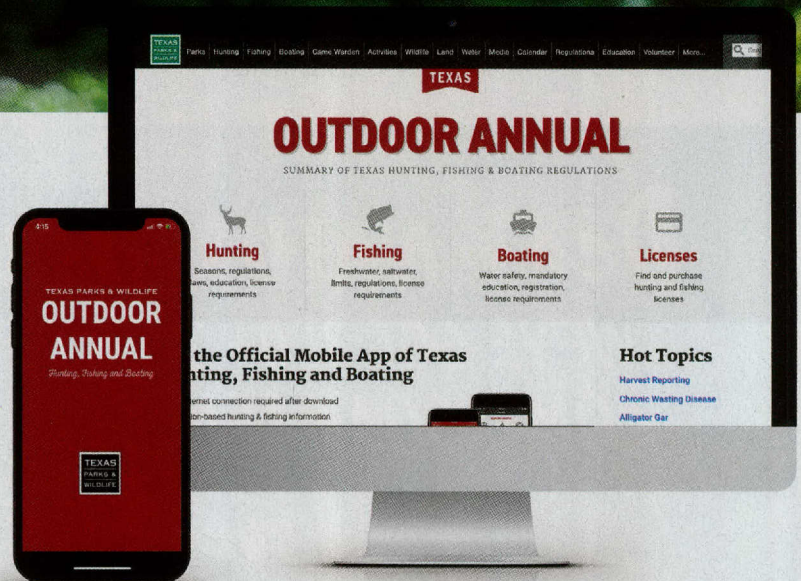 TEXAS
PARKS &
WILDLIFE
Parks Hunting Fishing Boating Game Warden Activities Wildlife Land Water Media Calendar Regulations Education Volunteer More...
TEXAS
OUTDOOR ANNUAL
SUMMARY OF TEXAS HUNTING, FISHING & BOATING REGULATIONS
Hunting
Seasons, regulations,
laws, education, license
requirements
Fishing
Freshwater, saltwater,
limits, regulations, license
requirements
Boating
Water safety, mandatory
education, registration,
license requirements
Licenses
Find and purchase
hunting and fishing
licenses
the Official Mobile App of Texas
nting, Fishing and Boating
ernet connection required after download
ion-based hunting & fishing information
Hot Topics
Harvest Reporting
Chronic Wasting Disease
Alligator Gar
4:15
TEXAS PARKS & WILDLIFE
OUTDOOR
ANNUAL
Hunting, Fishing and Boating
TEXAS
PARKS &
WILDLIFE